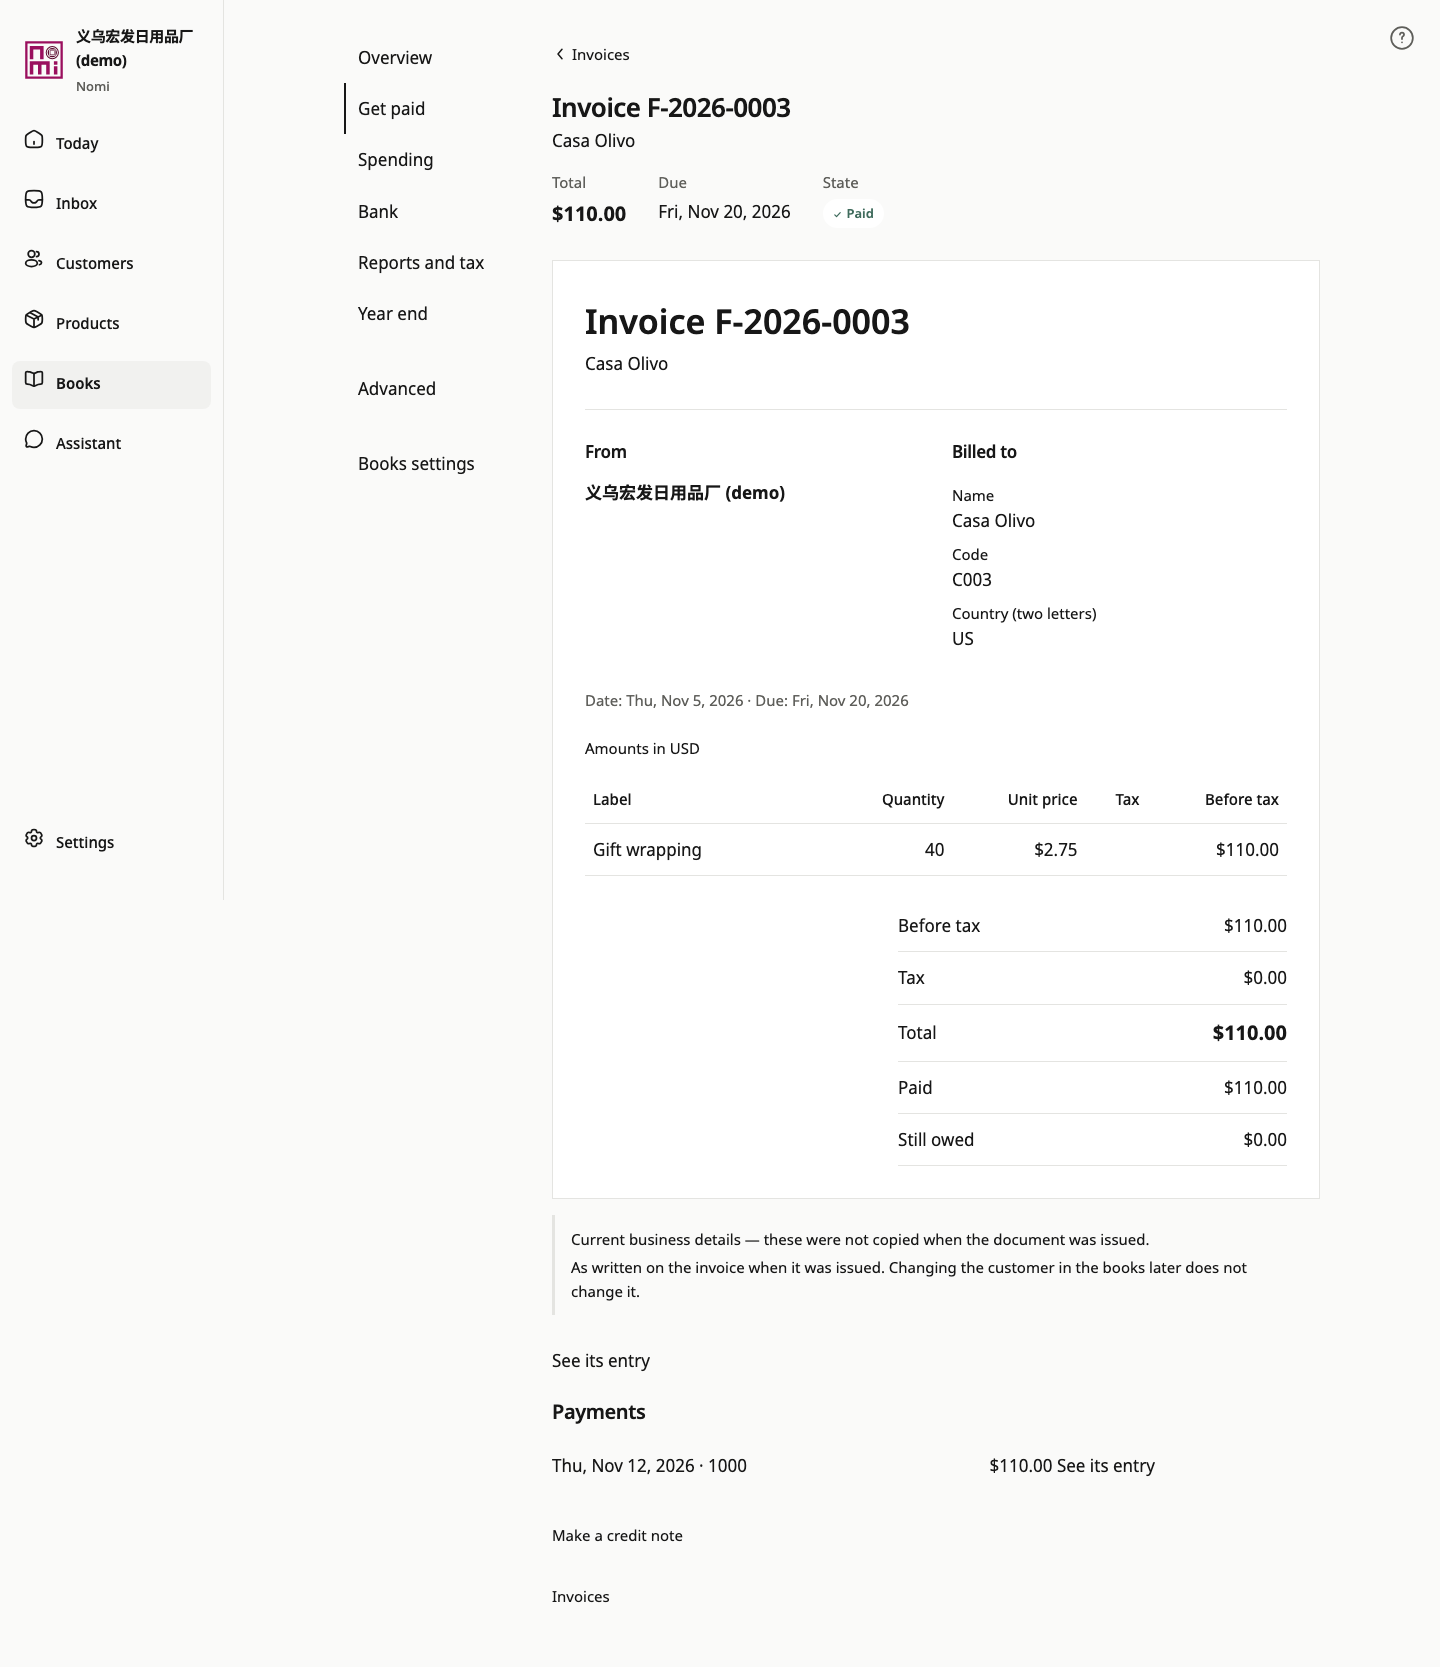 义乌宏发日用品厂
(demo)
Nomi
Today
Inbox
Customers
Products
Books
Assistant
Settings
Overview
Get paid
Spending
Bank
Reports and tax
Year end
Advanced
Books settings
Invoices
Invoice F-2026-0003
Casa Olivo
Total Due State
$110.00 Fri, Nov 20, 2026 Paid
Invoice F-2026-0003
Casa Olivo
From
义乌宏发日用品厂 (demo)
Billed to
Name
Casa Olivo
Code
C003
Country (two letters)
US
Date: Thu, Nov 5, 2026 · Due: Fri, Nov 20, 2026
Amounts in USD
Label Quantity Unit price Tax Before tax
Gift wrapping 40 $2.75 $110.00
Before tax $110.00
Tax $0.00
Total $110.00
Paid $110.00
Still owed $0.00
Current business details — these were not copied when the document was issued.
As written on the invoice when it was issued. Changing the customer in the books later does not
change it.
See its entry
Payments
Thu, Nov 12, 2026 · 1000 $110.00 See its entry
Make a credit note
Invoices